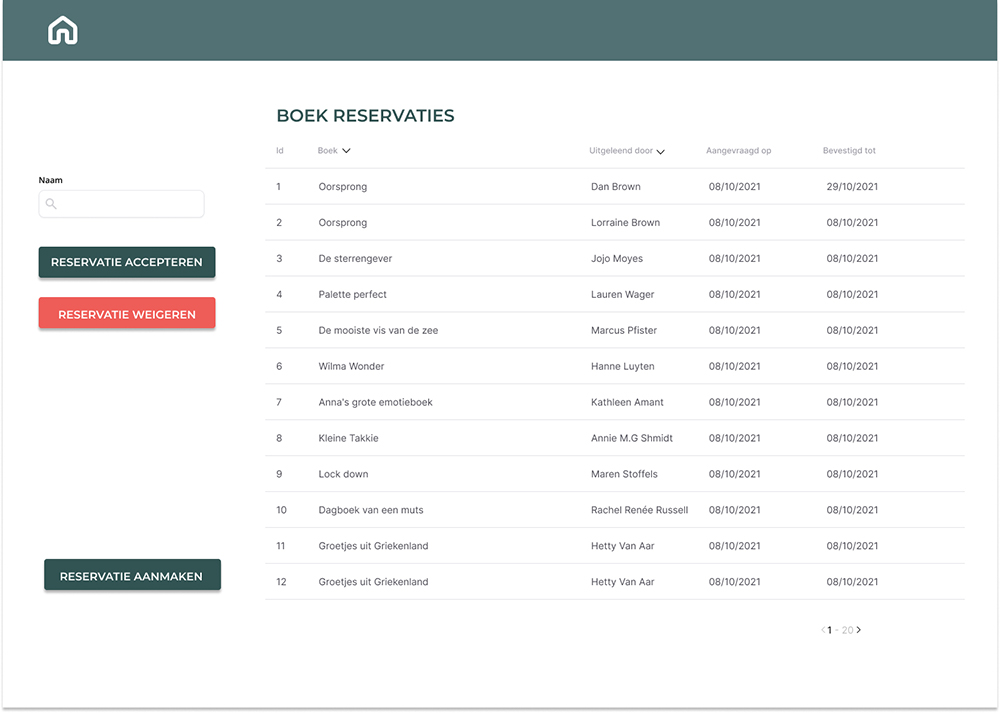 BOEK RESERVATIES
Id Boek Uitgeleend door Aangevraagd op Bevestigd tot
Naam
RESERVATIE ACCEPTEREN
RESERVATIE WEIGEREN
RESERVATIE AANMAKEN
1 Oorsprong Dan Brown 08/10/2021 29/10/2021
2 Oorsprong Lorraine Brown 08/10/2021 08/10/2021
3 De sterrengever Jojo Moyes 08/10/2021 08/10/2021
4 Palette perfect Lauren Wager 08/10/2021 08/10/2021
5 De mooiste vis van de zee Marcus Pfister 08/10/2021 08/10/2021
6 Wilma Wonder Hanne Luyten 08/10/2021 08/10/2021
7 Anna's grote emotieboek Kathleen Amant 08/10/2021 08/10/2021
8 Kleine Takkie Annie M.G Shmidt 08/10/2021 08/10/2021
9 Lock down Maren Stoffels 08/10/2021 08/10/2021
10 Dagboek van een muts Rachel Renée Russell 08/10/2021 08/10/2021
11 Groetjes uit Griekenland Hetty Van Aar 08/10/2021 08/10/2021
12 Groetjes uit Griekenland Hetty Van Aar 08/10/2021 08/10/2021
< 1 - 20 >